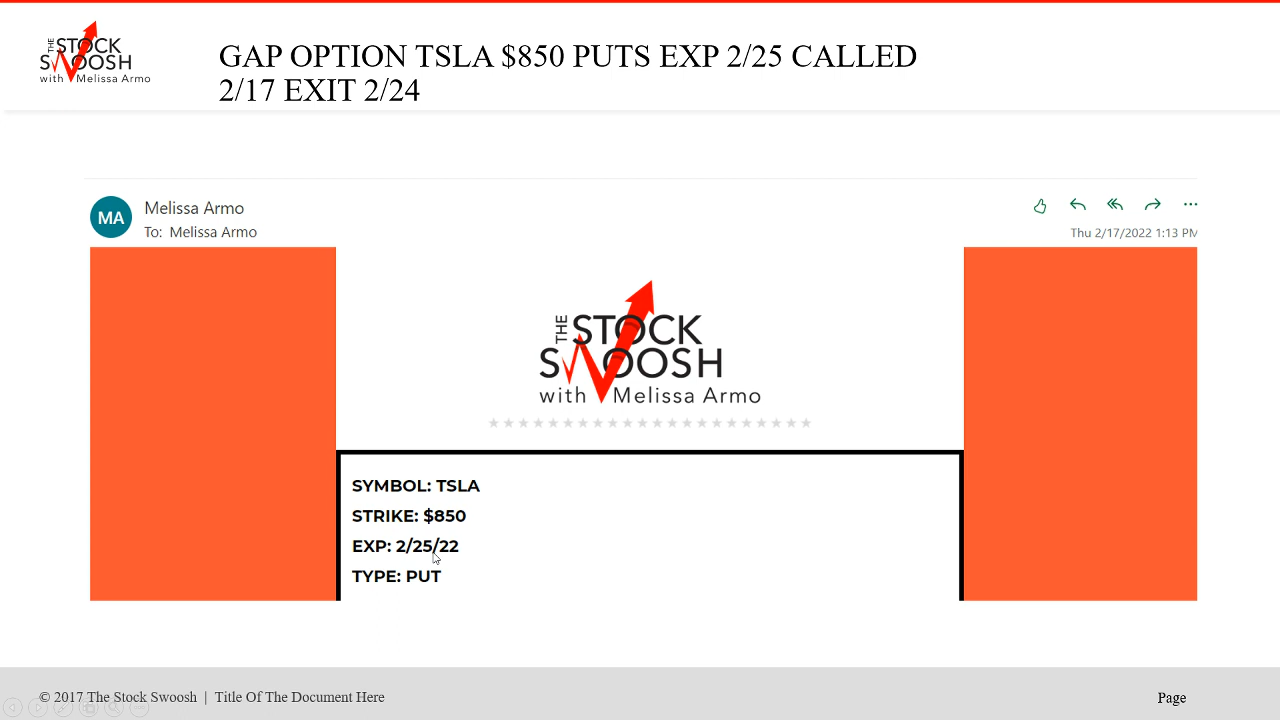 THE STOCK
SWOOSH
with Melissa Armo
GAP OPTION TSLA $850 PUTS EXP 2/25 CALLED
2/17 EXIT 2/24
MA
Melissa Armo
To: Melissa Armo
Thu 2/17/2022 1:13 PM
THE STOCK
SWOOSH
with Melissa Armo
SYMBOL: TSLA
STRIKE: $850
EXP: 2/25/22
TYPE: PUT
© 2017 The Stock Swoosh | Title Of The Document Here
Page